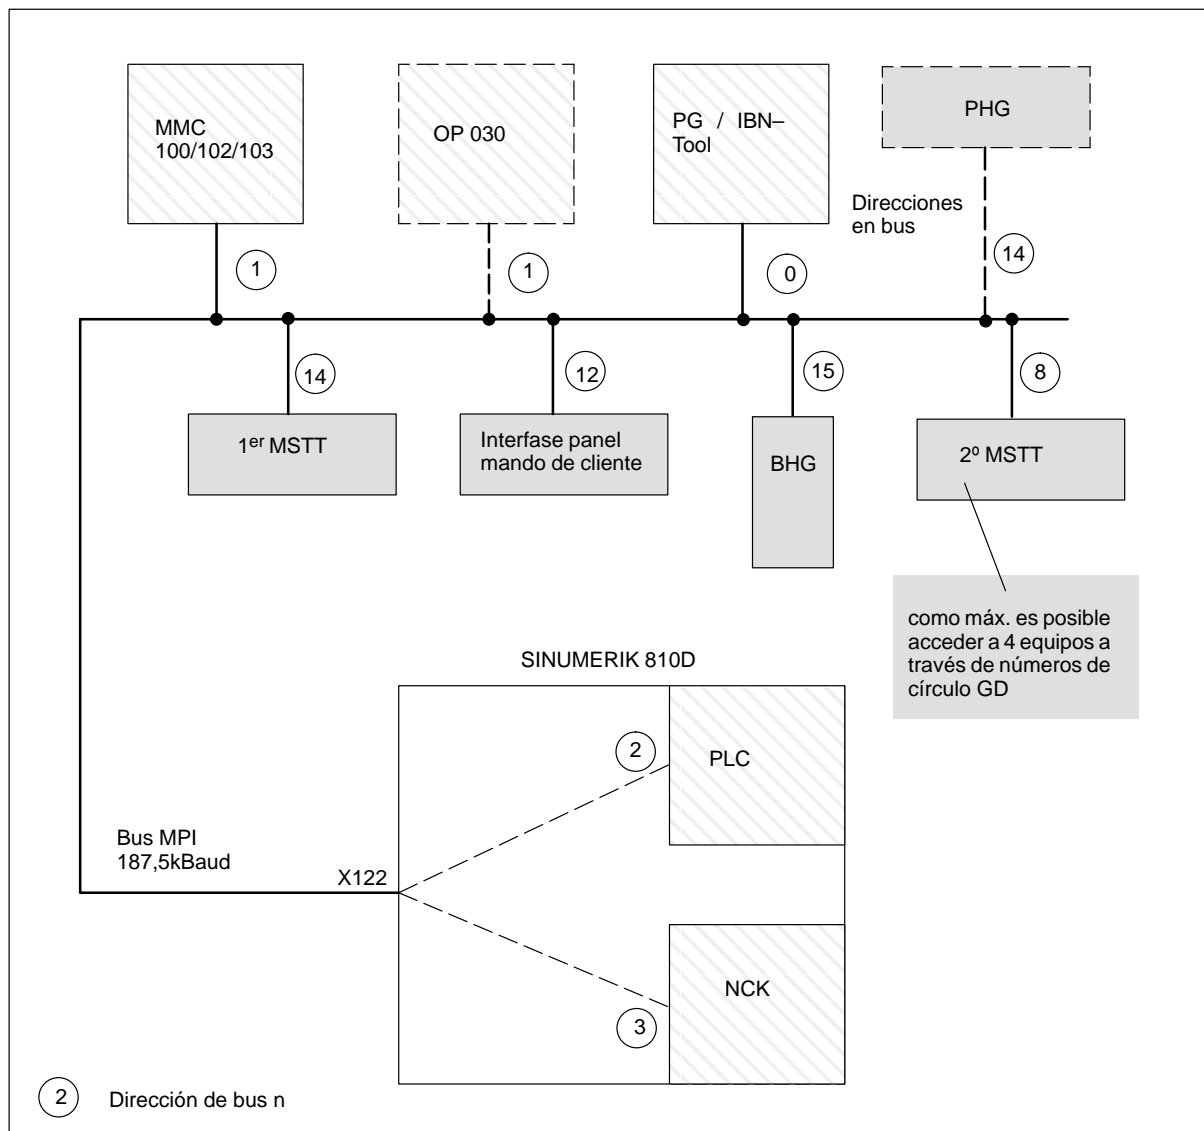 MMC
100/102/103
OP 030
PG / IBN–
Tool
PHG
Direcciones
en bus
1
1
0
14
14
12
15
8
1er MSTT
Interfase panel
mando de cliente
BHG
2º MSTT
como máx. es posible
acceder a 4 equipos a
través de números de
círculo GD
SINUMERIK 810D
2
PLC
Bus MPI
187,5kBaud
X122
NCK
3
2
Dirección de bus n